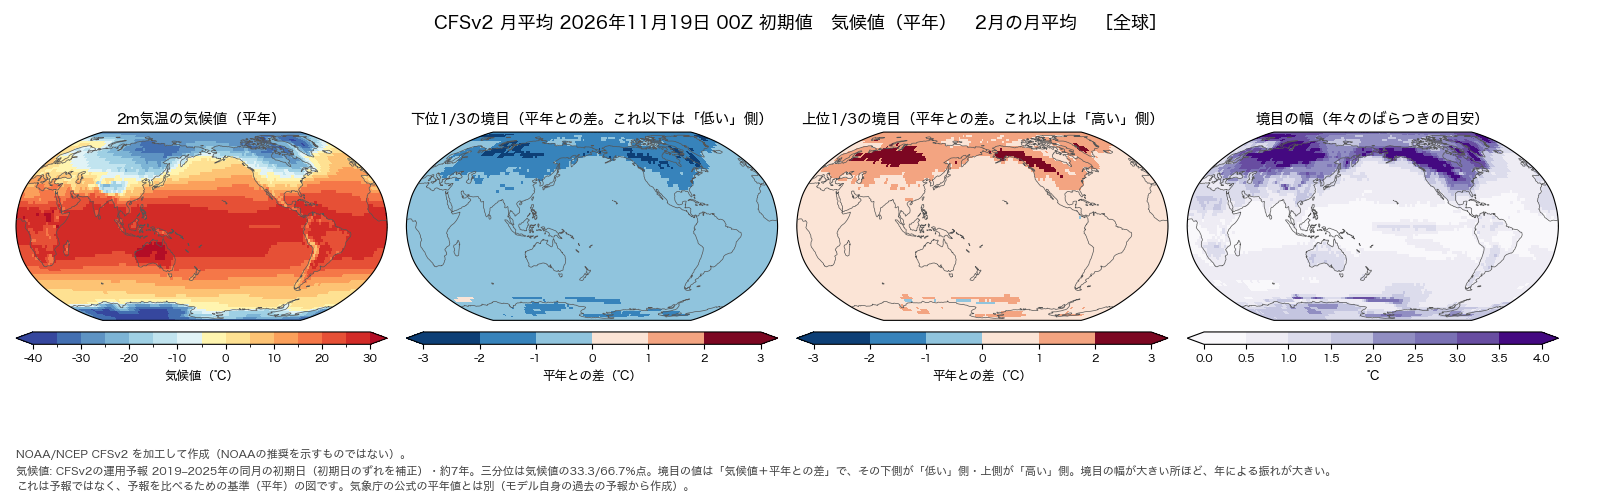 CFSv2 月平均 2026年11月19日 00Z 初期値　気候値（平年）　2月の月平均　［全球］
2m気温の気候値（平年）
下位1/3の境目（平年との差。これ以下は「低い」側）
上位1/3の境目（平年との差。これ以上は「高い」側）
境目の幅（年々のばらつきの目安）
-40 -30 -20 -10 0 10 20 30
-3 -2 -1 0 1 2 3
-3 -2 -1 0 1 2 3
0.0 0.5 1.0 1.5 2.0 2.5 3.0 3.5 4.0
気候値（℃）
平年との差（℃）
平年との差（℃）
℃
NOAA/NCEP CFSv2 を加工して作成（NOAAの推奨を示すものではない）。
気候値: CFSv2の運用予報 2019–2025年の同月の初期日（初期日のずれを補正）・約7年。三分位は気候値の33.3/66.7%点。境目の値は「気候値＋平年との差」で、その下側が「低い」側・上側が「高い」側。境目の幅が大きい所ほど、年による振れが大きい。
これは予報ではなく、予報を比べるための基準（平年）の図です。気象庁の公式の平年値とは別（モデル自身の過去の予報から作成）。